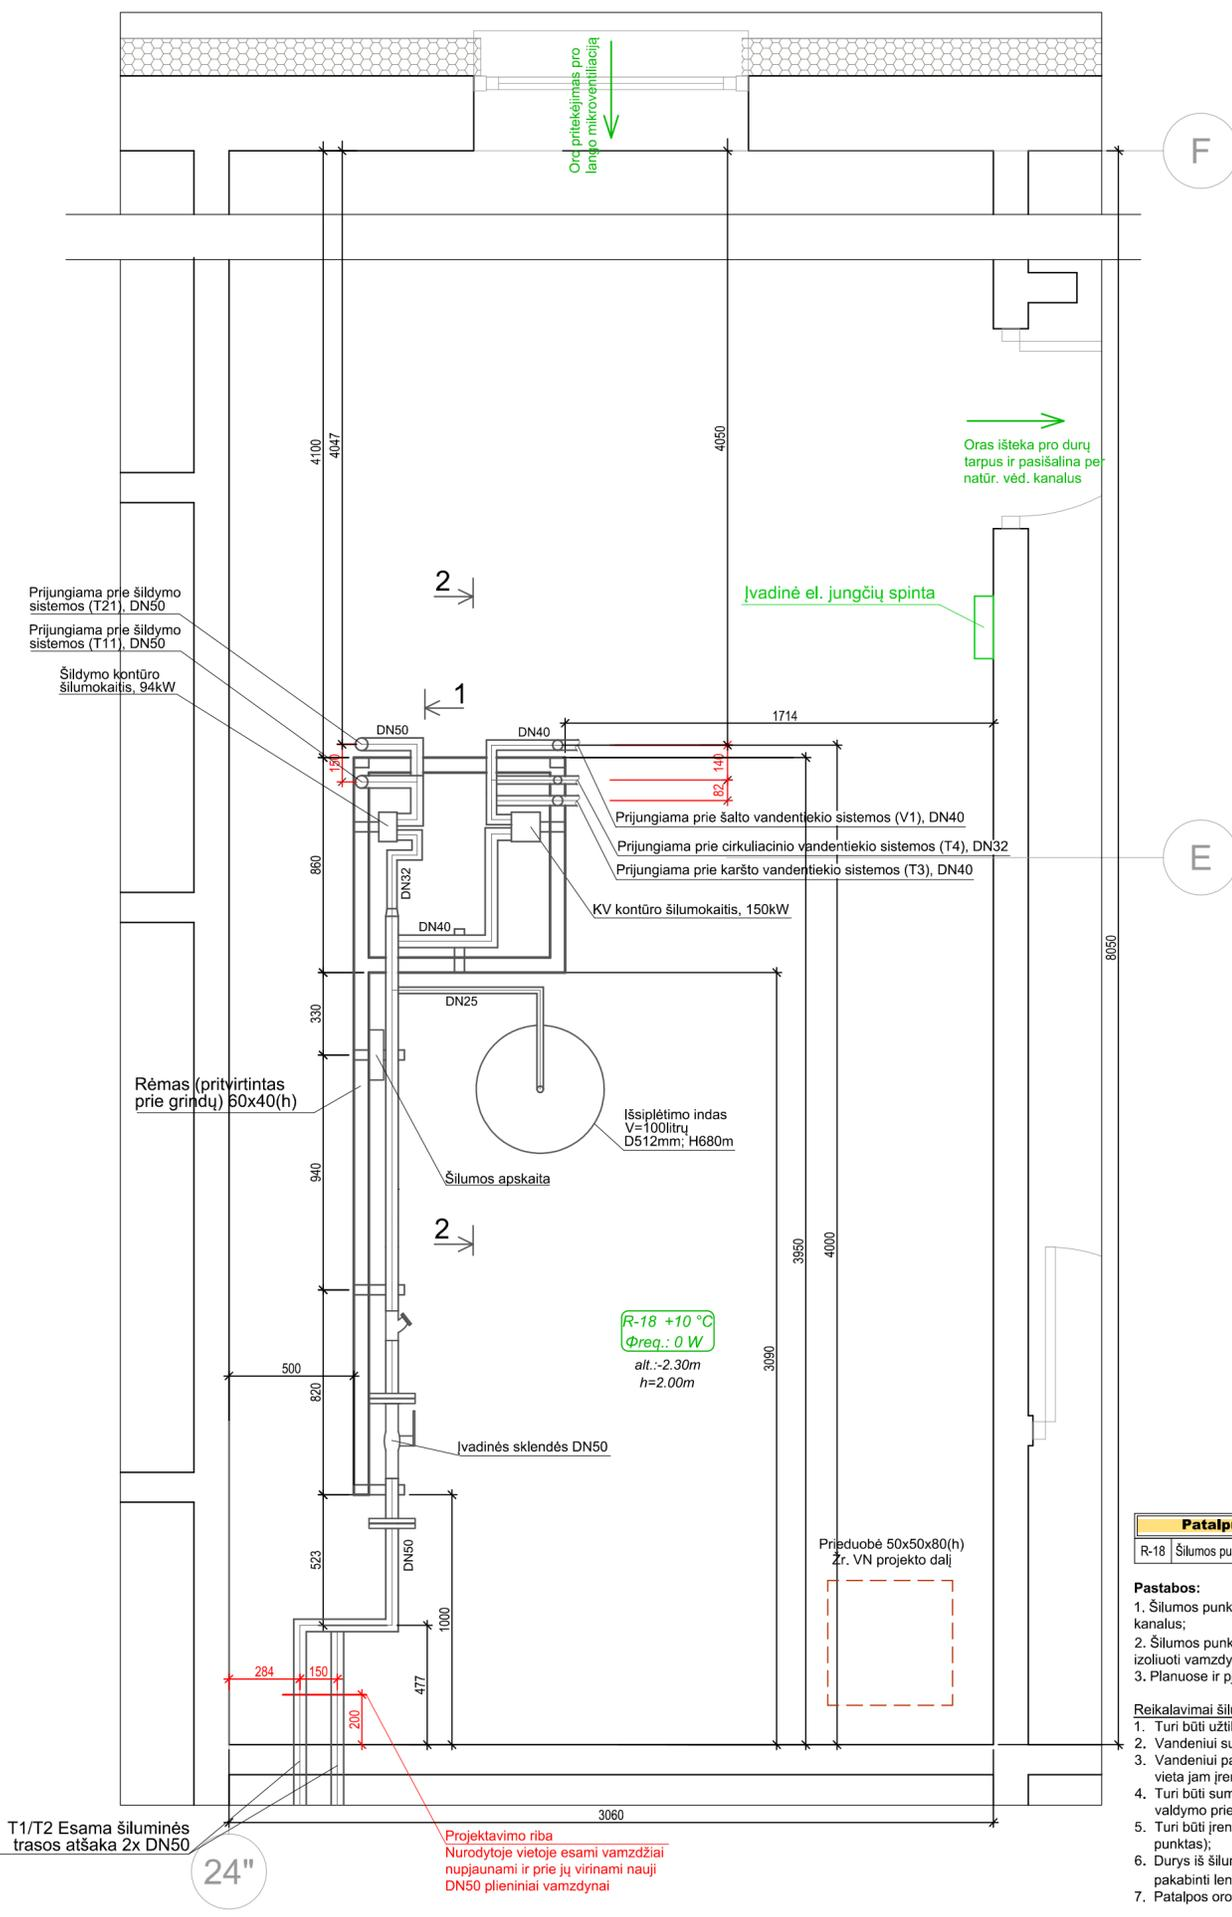 Oro pritekėjimas pro
lango mikroventiliaciją
F
4100
4047
4050
Oras išteka pro durų
tarpus ir pasišalina per
natūr. vėd. kanalus
Prijungiama prie šildymo
sistemos (T21), DN50
Prijungiama prie šildymo
sistemos (T11), DN50
Šildymo kontūro
šilumokaitis, 94kW
2
1
Įvadinė el. jungčių spinta
1714
DN50
DN40
150
140
82
Prijungiama prie šalto vandentiekio sistemos (V1), DN40
Prijungiama prie cirkuliacinio vandentiekio sistemos (T4), DN32
Prijungiama prie karšto vandentiekio sistemos (T3), DN40
E
860
DN32
DN40
KV kontūro šilumokaitis, 150kW
8050
330
DN25
Rėmas (pritvirtintas
prie grindų) 60x40(h)
Išsiplėtimo indas
V=100litrų
D512mm; H680m
940
Šilumos apskaita
2
3950
4000
R-18 +10 °C
Φreq.: 0 W
alt.:-2.30m
h=2.00m
3090
500
820
Įvadinės sklendės DN50
523
DN50
1000
Prieduobė 50x50x80(h)
Žr. VN projekto dalį
284
150
477
200
3060
T1/T2 Esama šiluminės
trasos atšaka 2x DN50
24"
Projektavimo riba
Nurodytoje vietoje esami vamzdžiai
nupjaunami ir prie jų virinami nauji
DN50 plieniniai vamzdynai
Patalp
R-18 Šilumos pu
Pastabos:
1. Šilumos punk
kanalus;
2. Šilumos punk
izoliuoti vamzdy
3. Planuose ir p
Reikalavimai šilu
1. Turi būti užti
2. Vandeniui su
3. Vandeniui pa
vieta jam įren
4. Turi būti sum
valdymo prie
5. Turi būti įren
punktas);
6. Durys iš šilu
pakabinti len
7. Patalpos oro